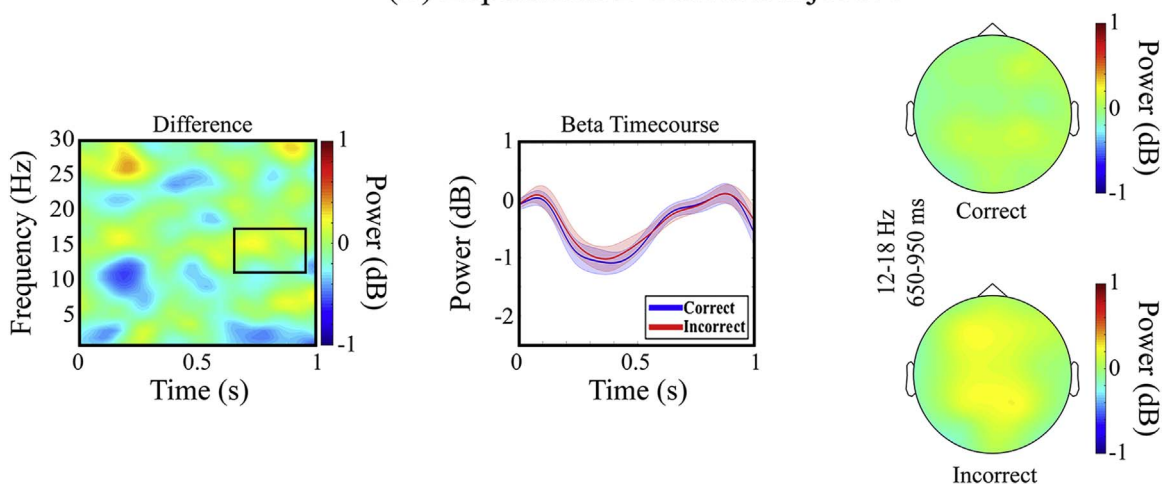 Difference
30
25
20
15
10
5
0
0.5
1
Frequency (Hz)
Time (s)
1
0
-1
Power (dB)
Beta Timecourse
1
0
-1
-2
0
0.5
1
Power (dB)
Time (s)
Correct
Incorrect
12-18 Hz
650-950 ms
Correct
1
0
-1
Power (dB)
Incorrect
1
0
-1
Power (dB)